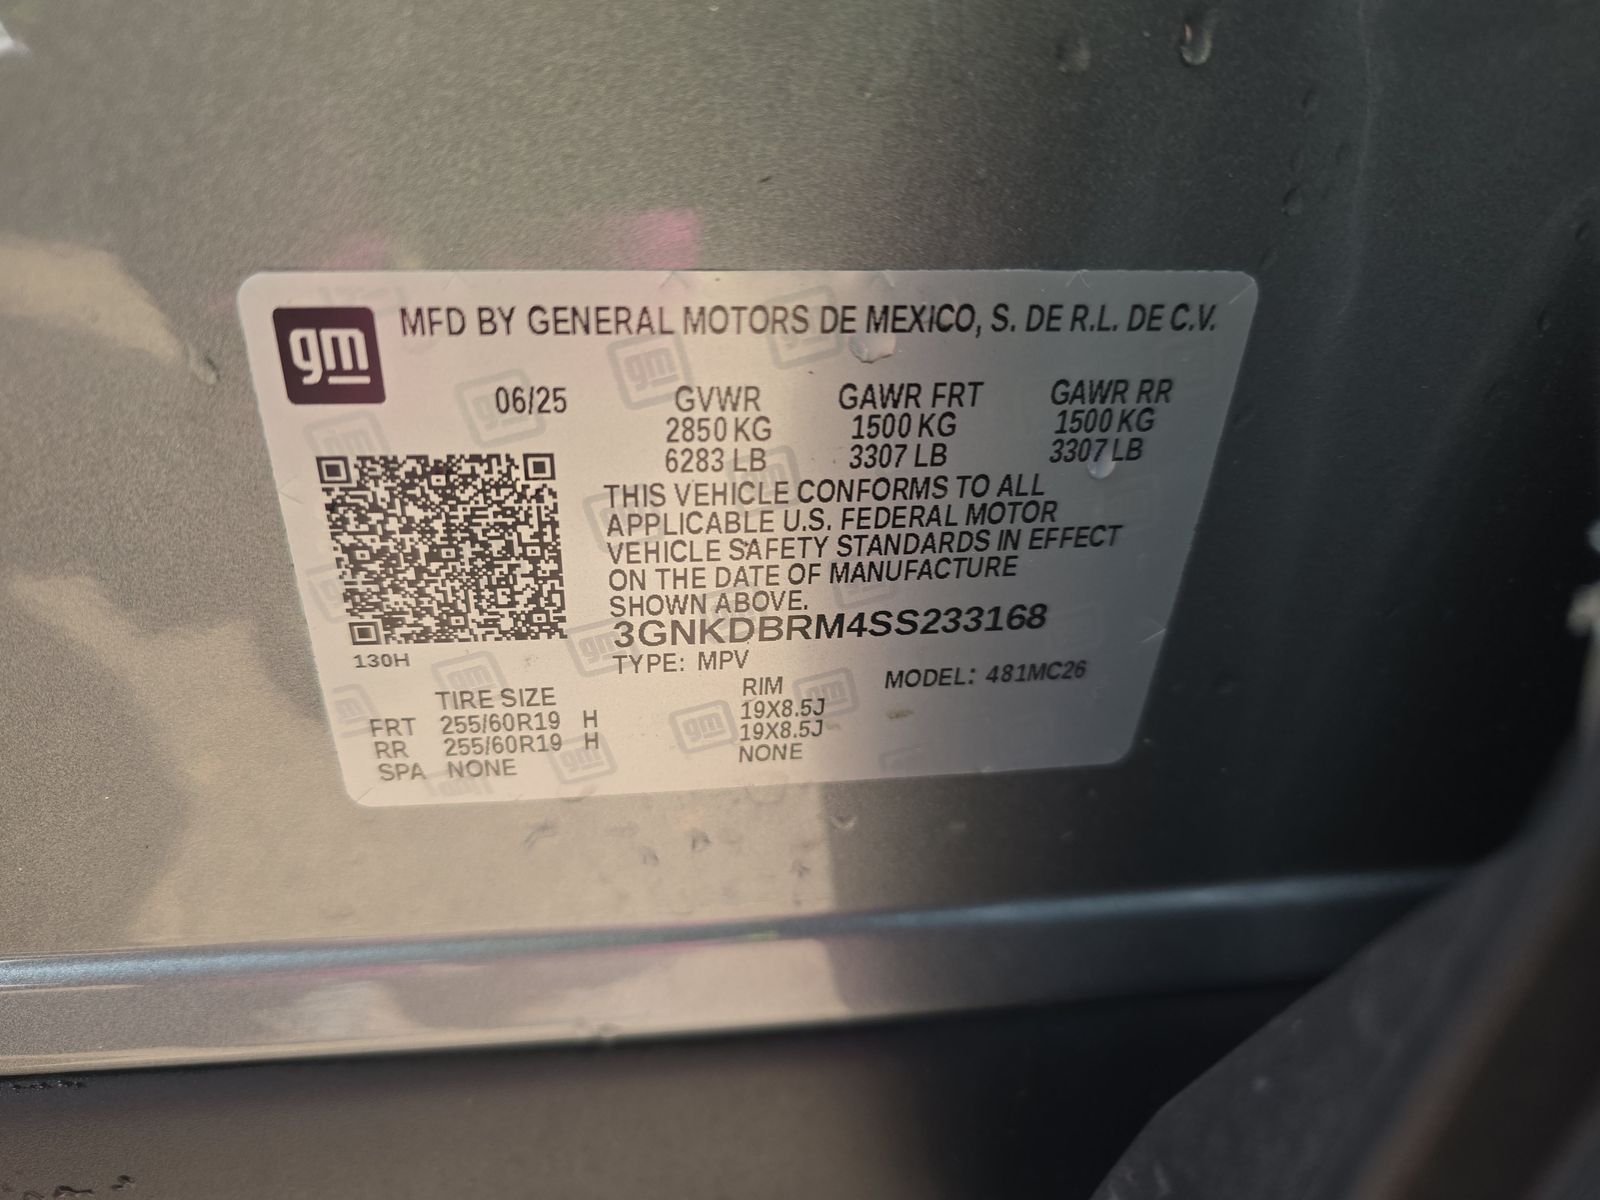 gm MFD BY GENERAL MOTORS DE MEXICO, S. DE R.L. DE C.V.
06/25 GVWR GAWR FRT GAWR RR
2850 KG 1500 KG 1500 KG
6283 LB 3307 LB 3307 LB
THIS VEHICLE CONFORMS TO ALL
APPLICABLE U.S. FEDERAL MOTOR
VEHICLE SAFETY STANDARDS IN EFFECT
ON THE DATE OF MANUFACTURE
SHOWN ABOVE.
3GNKDBRM4SS233168
130H TYPE: MPV MODEL: 481MC26
TIRE SIZE RIM
FRT 255/60R19 H 19X8.5J
RR 255/60R19 H 19X8.5J
SPA NONE NONE